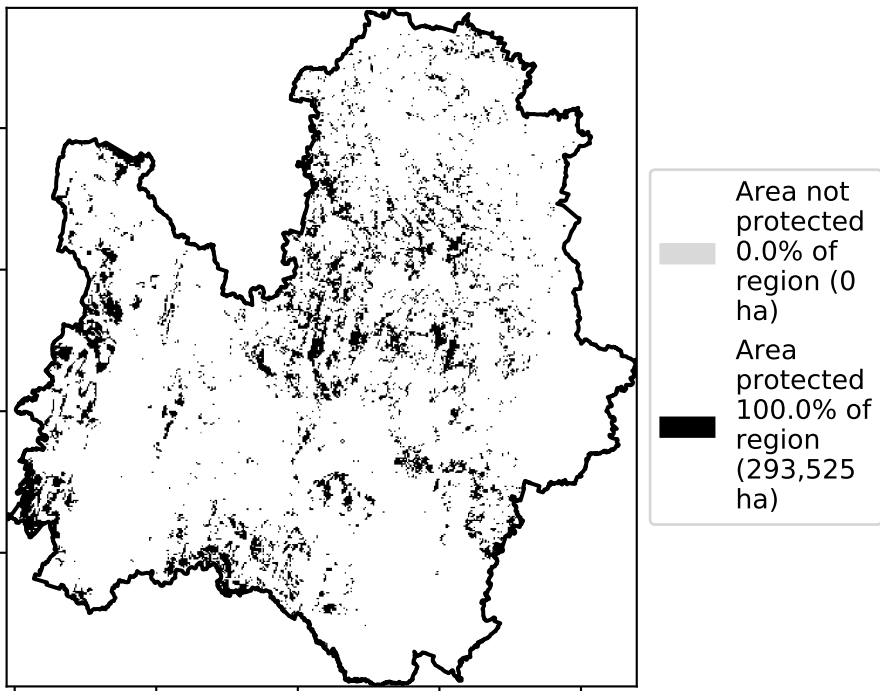 Area not
protected
0.0% of
region (0
ha)
Area
protected
100.0% of
region
(293,525
ha)